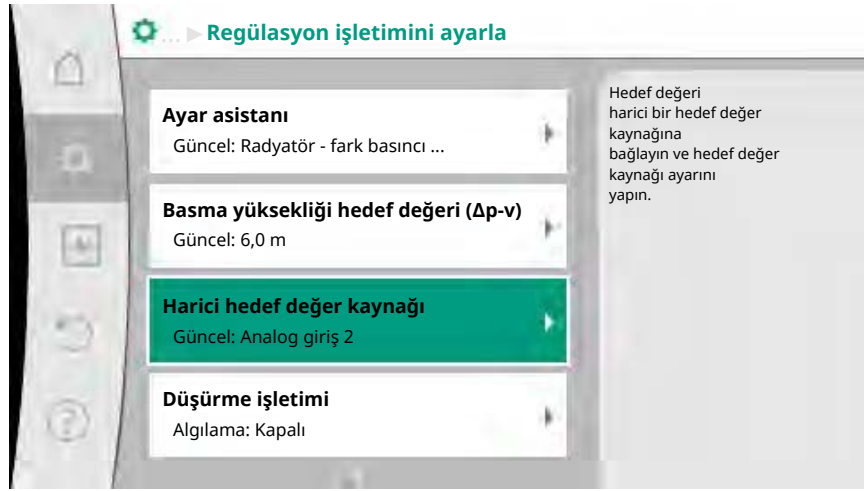 ... ▶ Regülasyon işletimini ayarla
Ayar asistanı
Güncel: Radyatör - fark basıncı ...
Basma yüksekliği hedef değeri (Δp-v)
Güncel: 6,0 m
Harici hedef değer kaynağı
Güncel: Analog giriş 2
Düşürme işletimi
Algılama: Kapalı
Hedef değeri
harici bir hedef değer
kaynağına
bağlayın ve hedef değer
kaynağı ayarını
yapın.